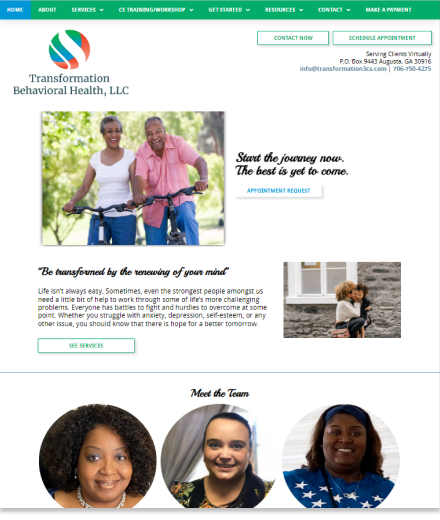 HOME ABOUT SERVICES CE TRAINING/WORKSHOP GET STARTED RESOURCES CONTACT MAKE A PAYMENT
CONTACT NOW SCHEDULE APPOINTMENT
Transformation
Behavioral Health, LLC
Serving Clients Virtually
P.O. Box 9443 Augusta, GA 30916
info@transformation3cs.com | 706-750-4275
Start the journey now.
The best is yet to come.
APPOINTMENT REQUEST
"Be transformed by the renewing of your mind"
Life isn't always easy. Sometimes, even the strongest people amongst us
need a little bit of help to work through some of life's more challenging
problems. Everyone has battles to fight and hurdles to overcome at some
point. Whether you struggle with anxiety, depression, self-esteem, or any
other issue, you should know that there is hope for a better tomorrow.
SEE SERVICES
Meet the Team